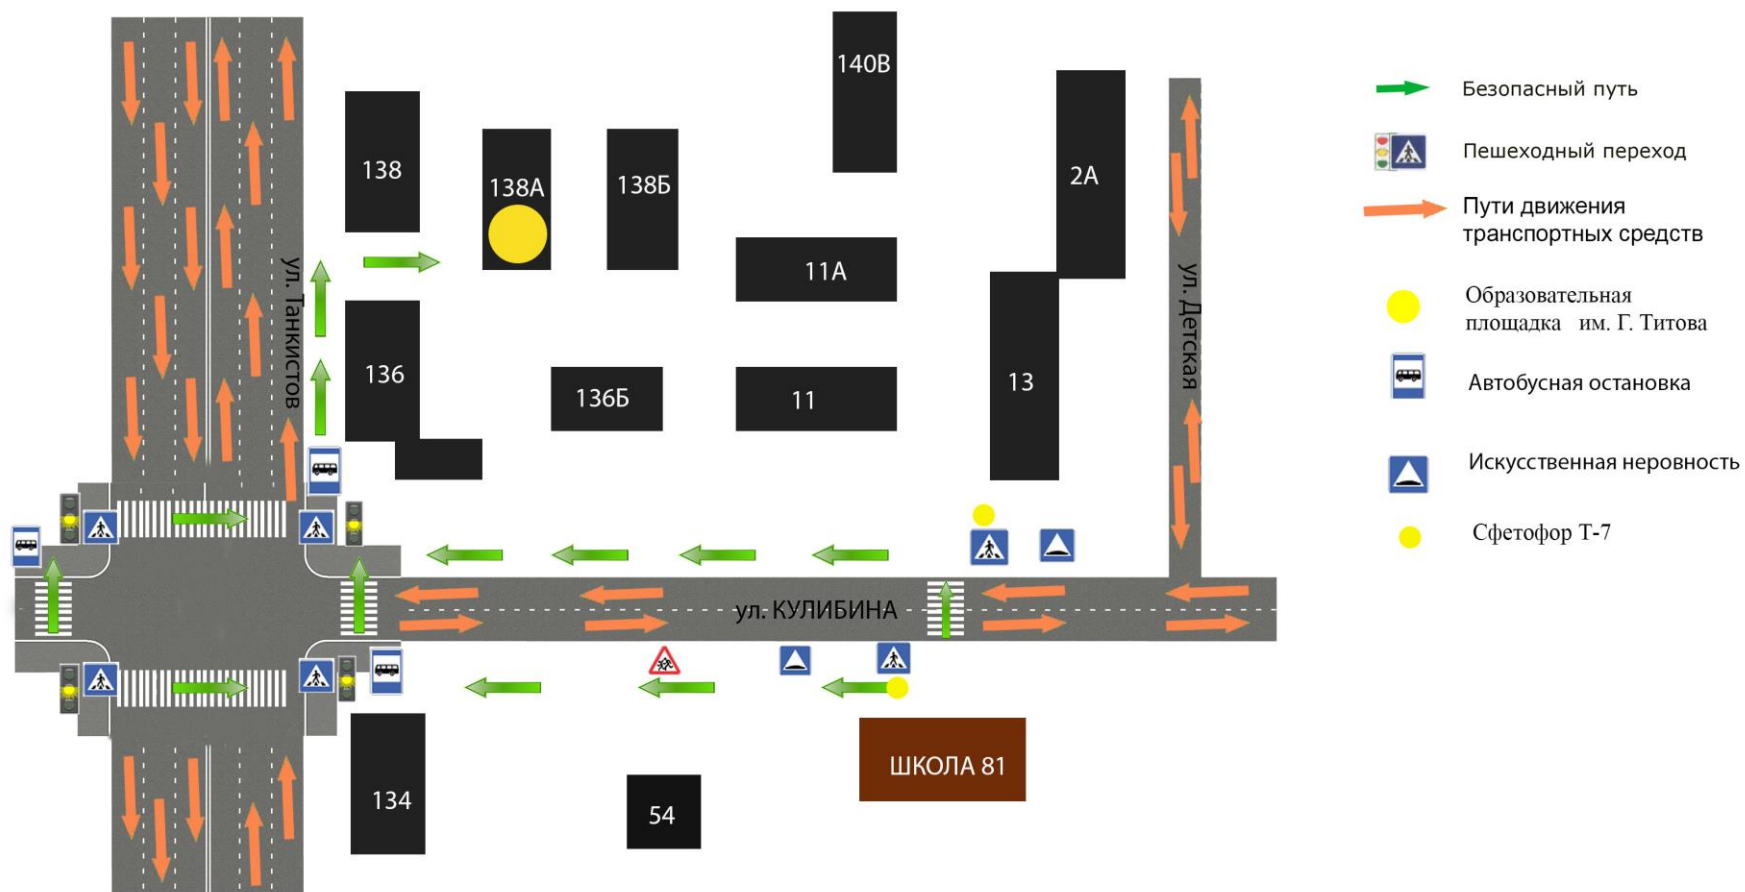 140В
138
138А
138Б
2А
11А
136
136Б
11
13
ул. Танкистов
ул. Детская
ул. КУЛИБИНА
134
54
ШКОЛА 81
Безопасный путь
Пешеходный переход
Пути движения
транспортных средств
Образовательная
площадка им. Г. Титова
Автобусная остановка
Искусственная неровность
Сфетофор Т-7